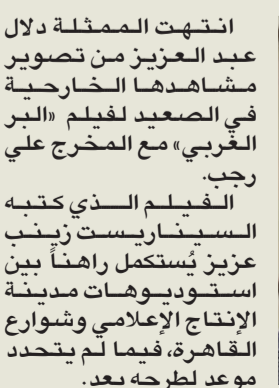 انتهت الممثلة دلال
عبد العزيز من تصوير
مشاهدها الخارجية
في الصعيد لفيلم «البر
الغربي» مع المخرج علي
رجب.
الفيلم الذي كتبه
السيناريست زينب
عزيز يُستكمل راهناً بين
استوديوهات مدينة
الإنتاج الإعلامي وشوارع
القاهرة، فيما لم يتحدد
موعد لطرحه بعد.